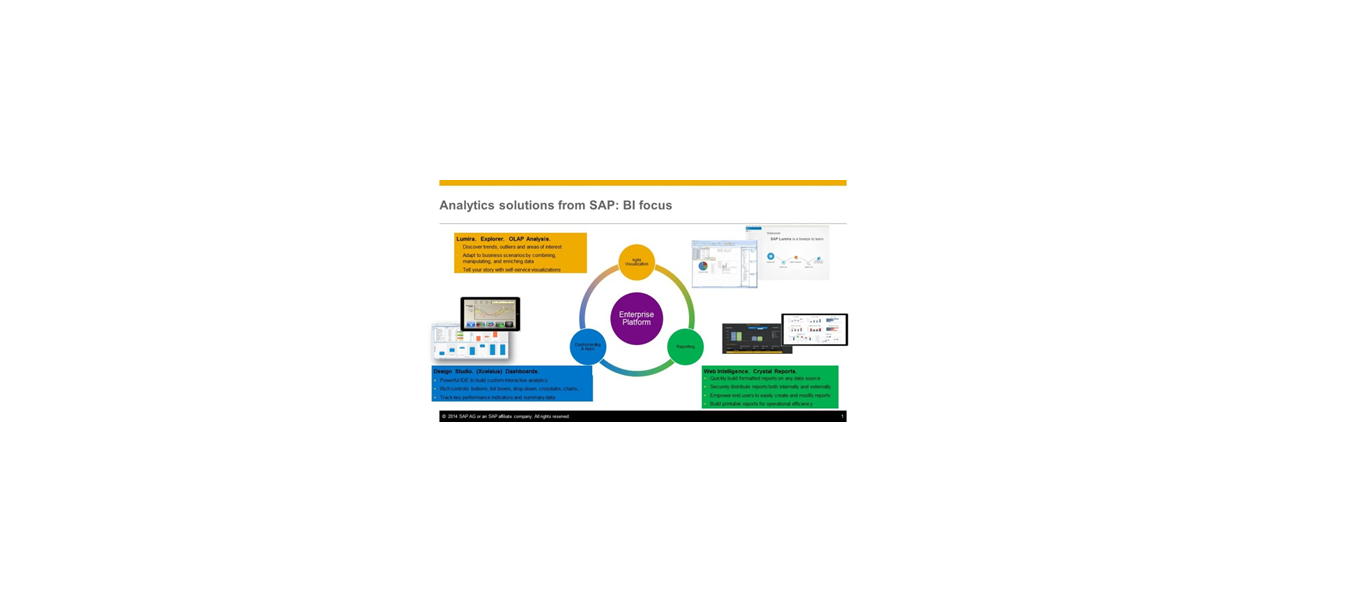 Analytics solutions from SAP: BI focus
Lumira, Explorer, OLAP Analysis.
Discover trends, outliers and areas of interest
Adapt to business scenarios by combining,
manipulating, and enriching data
Tell your story with self-service visualizations
Agile
Visualization
SAP Lumira is a breeze to learn
Enterprise
Platform
Dashboarding
& Apps
Reporting
Design Studio, (Xcelsius) Dashboards.
• Powerful IDE to build custom interactive analytics
• Rich controls: buttons, list boxes, drop-down, crosstabs, charts..
• Track key performance indicators and summary data
Web Intelligence, Crystal Reports.
• Quickly build formatted reports on any data source
• Securely distribute reports both internally and externally
• Empower end users to easily create and modify reports
• Build printable reports for operational efficiency
© 2014 SAP AG or an SAP affiliate company. All rights reserved.
1